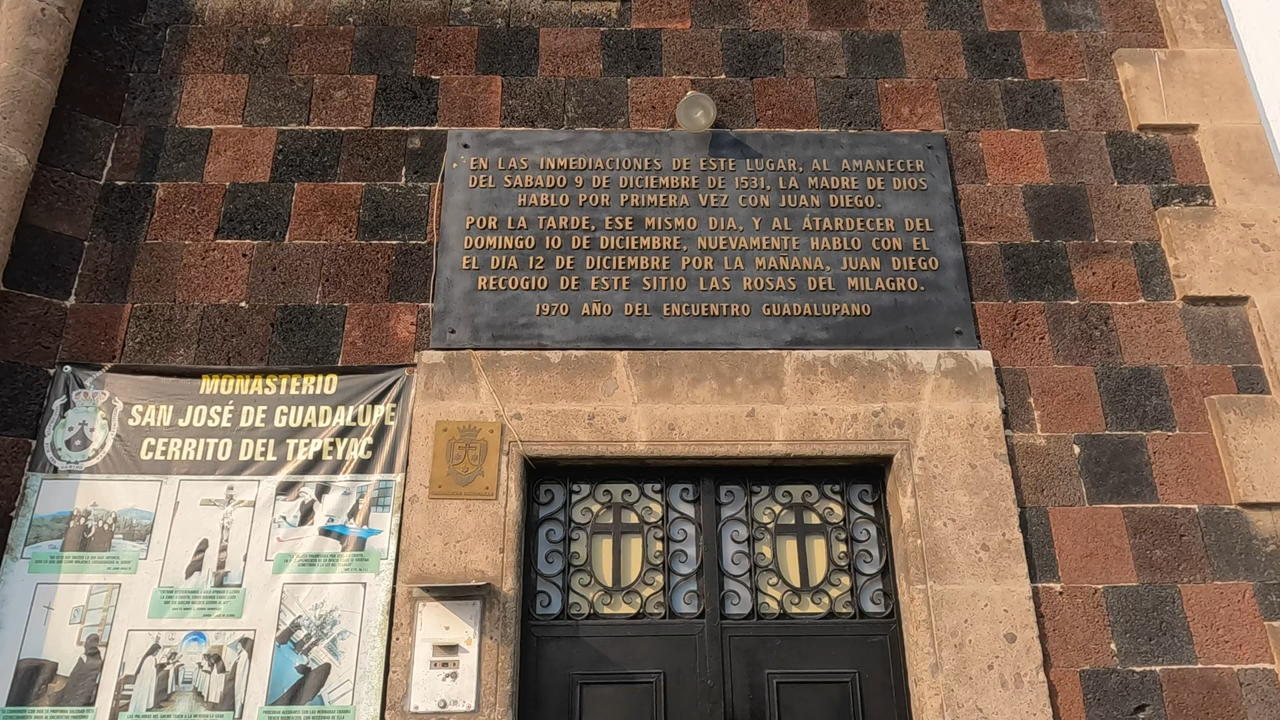 EN LAS INMEDIACIONES DE ESTE LUGAR, AL AMANECER
DEL SABADO 9 DE DICIEMBRE DE 1531, LA MADRE DE DIOS
HABLO POR PRIMERA VEZ CON JUAN DIEGO.
POR LA TARDE, ESE MISMO DIA, Y AL ATARDECER DEL
DOMINGO 10 DE DICIEMBRE, NUEVAMENTE HABLO CON EL
EL DIA 12 DE DICIEMBRE POR LA MAÑANA, JUAN DIEGO
RECOGIO DE ESTE SITIO LAS ROSAS DEL MILAGRO.
1970 AÑO DEL ENCUENTRO GUADALUPANO
MONASTERIO
SAN JOSÉ DE GUADALUPE
CERRITO DEL TEPEYAC